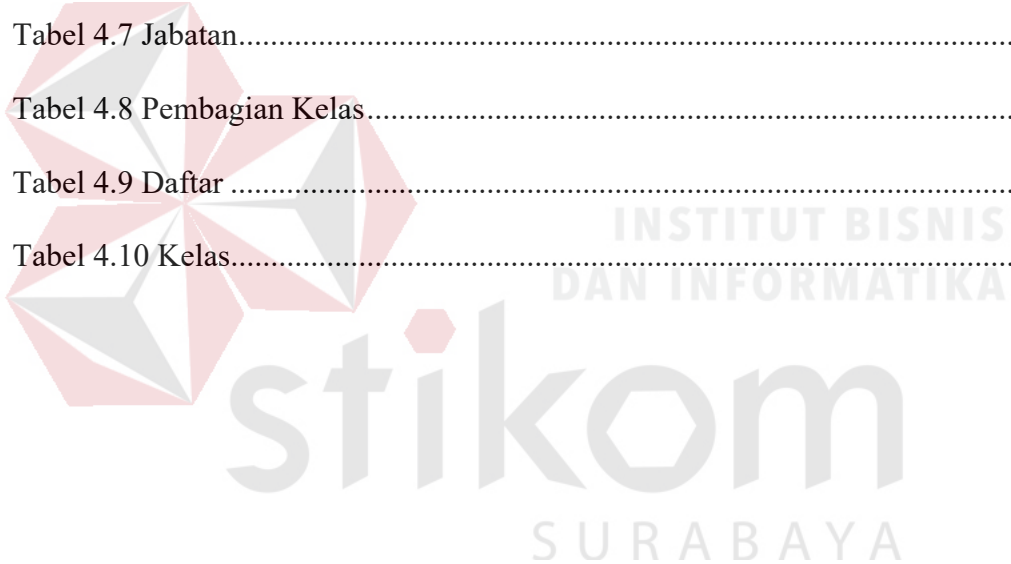 Tabel 4.7 Jabatan..................................................................................
Tabel 4.8 Pembagian Kelas....................................................................
Tabel 4.9 Daftar ...................................................................................
Tabel 4.10 Kelas...................................................................................
INSTITUT BISNIS
DAN INFORMATIKA
stikom
SURABAYA